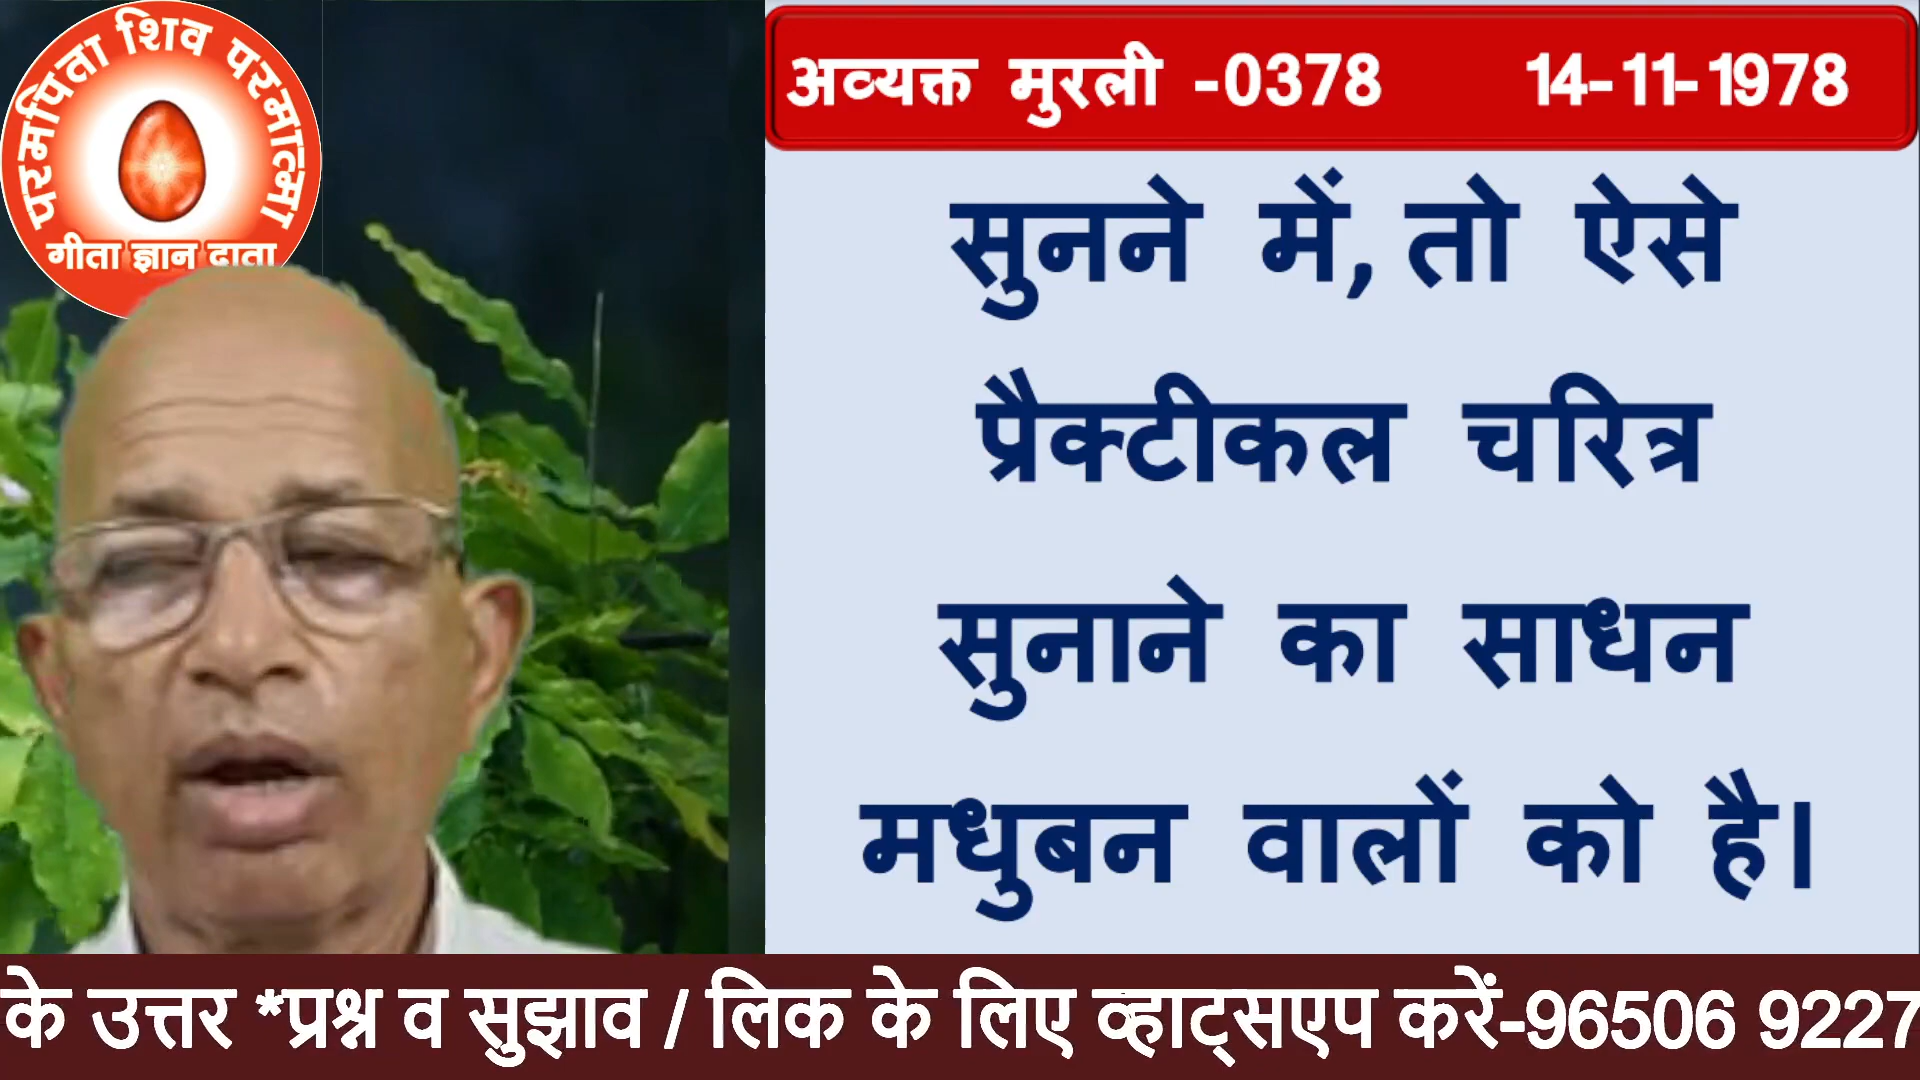 परमपिता शिव परमात्मा
गीता ज्ञान दाता
अव्यक्त मुरली -0378 14-11-1978
सुनने में, तो ऐसे
प्रैक्टीकल चरित्र
सुनाने का साधन
मधुबन वालों को है।
के उत्तर *प्रश्न व सुझाव / लिंक के लिए व्हाट्सएप करें-96506 9227